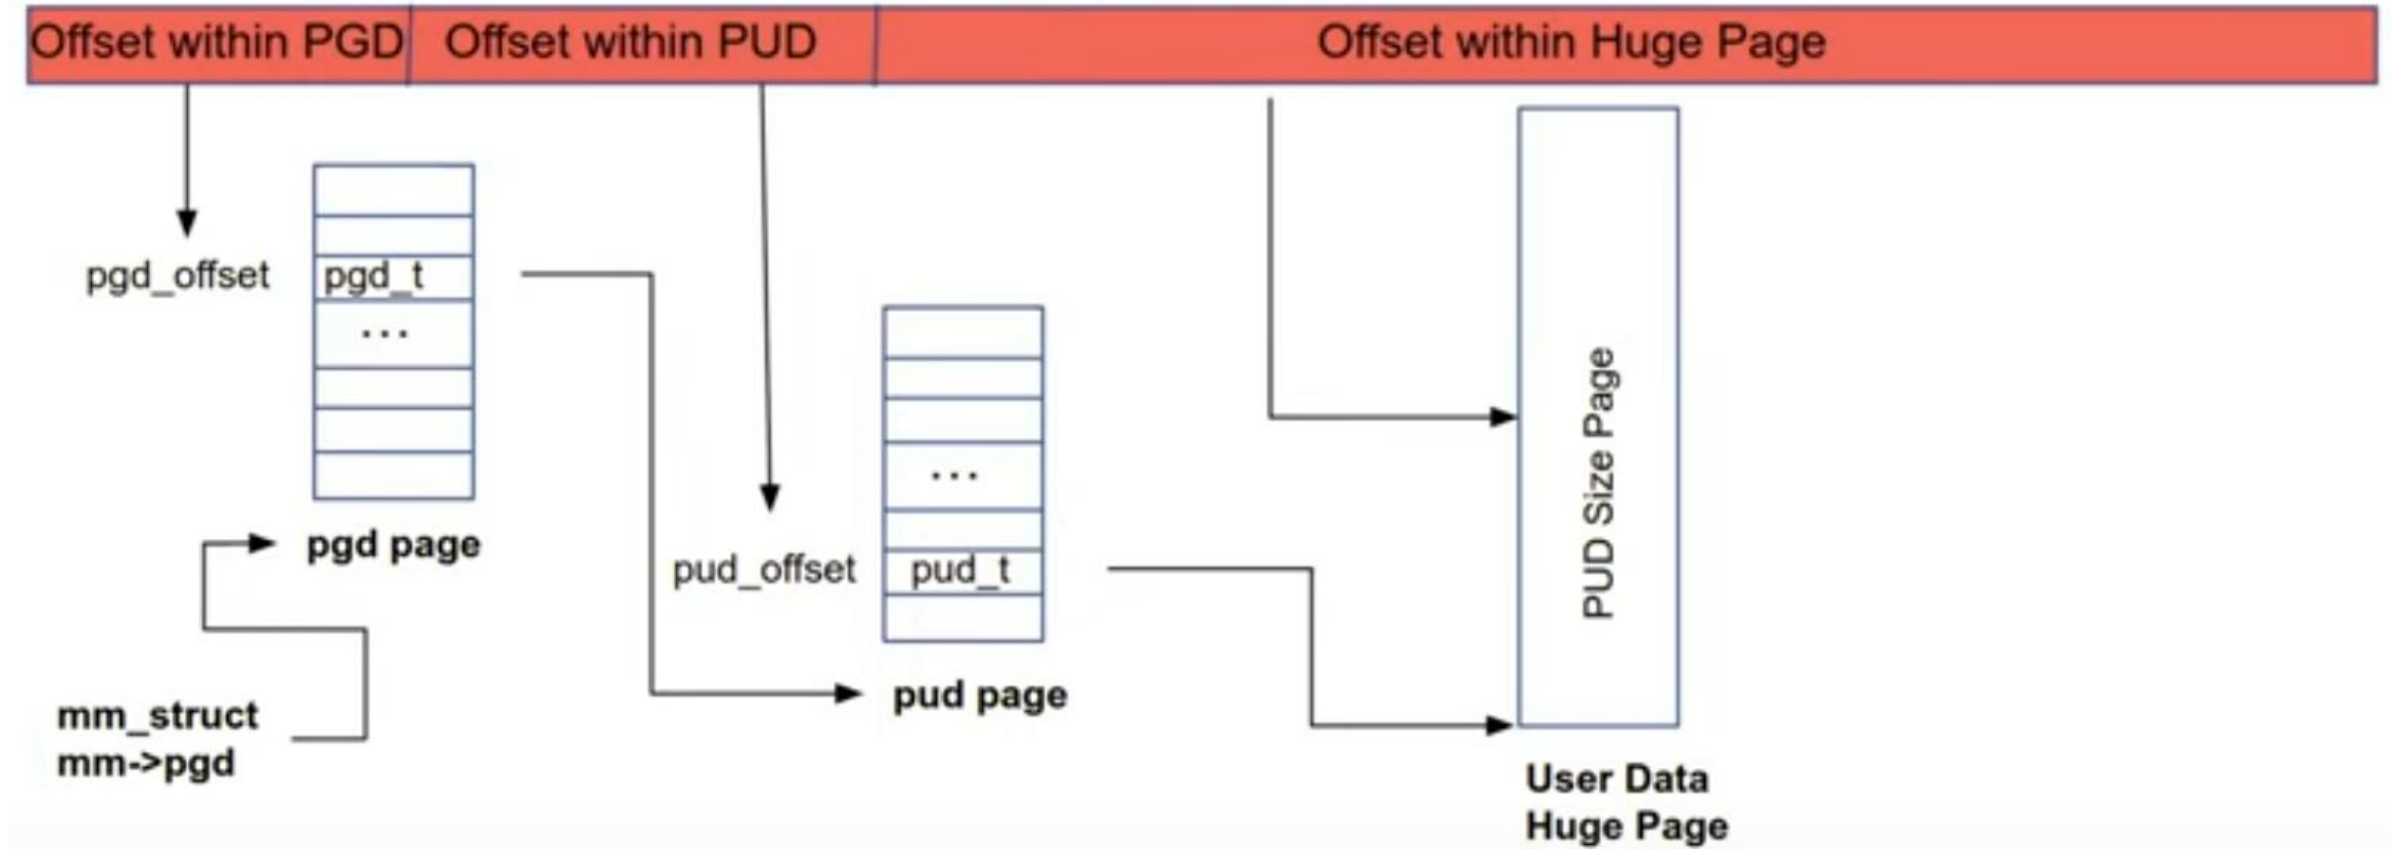 Offset within PGD
Offset within PUD
Offset within Huge Page
pgd_offset
pgd_t
...
pgd page
mm_struct
mm->pgd
pud_offset
...
pud_t
pud page
PUD Size Page
User Data
Huge Page